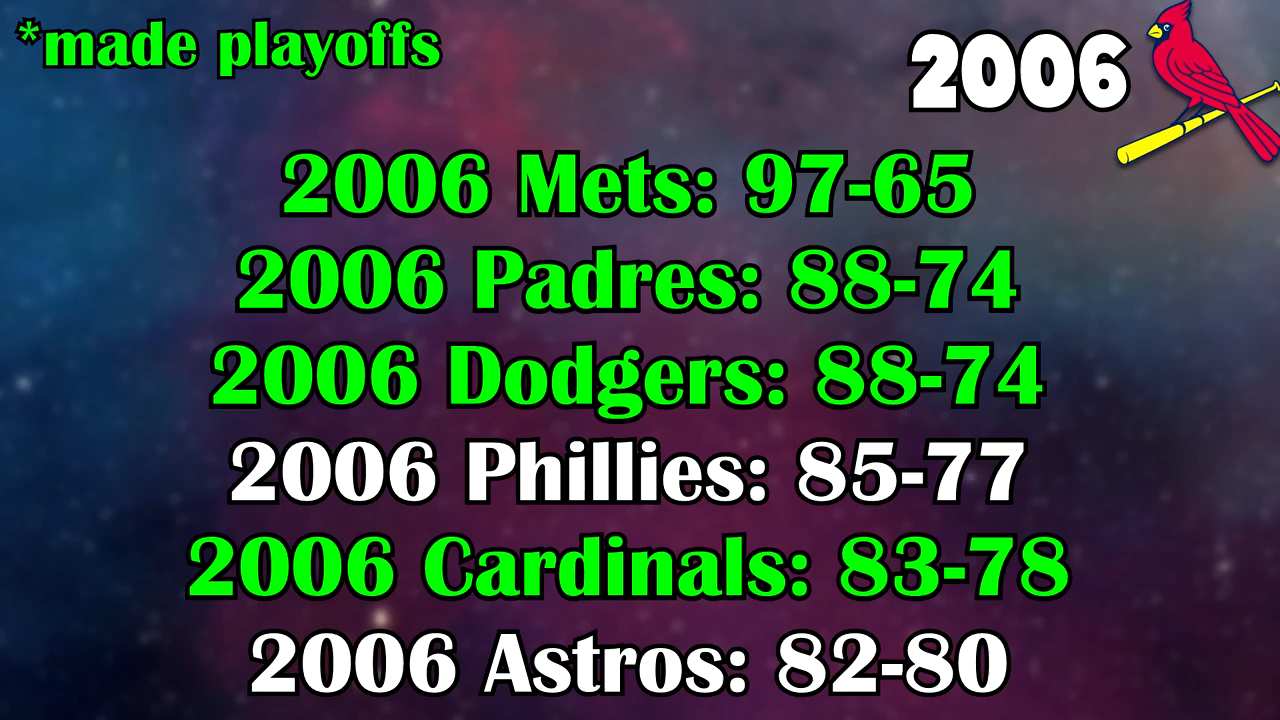 *made playoffs
2006
2006 Mets: 97-65
2006 Padres: 88-74
2006 Dodgers: 88-74
2006 Phillies: 85-77
2006 Cardinals: 83-78
2006 Astros: 82-80